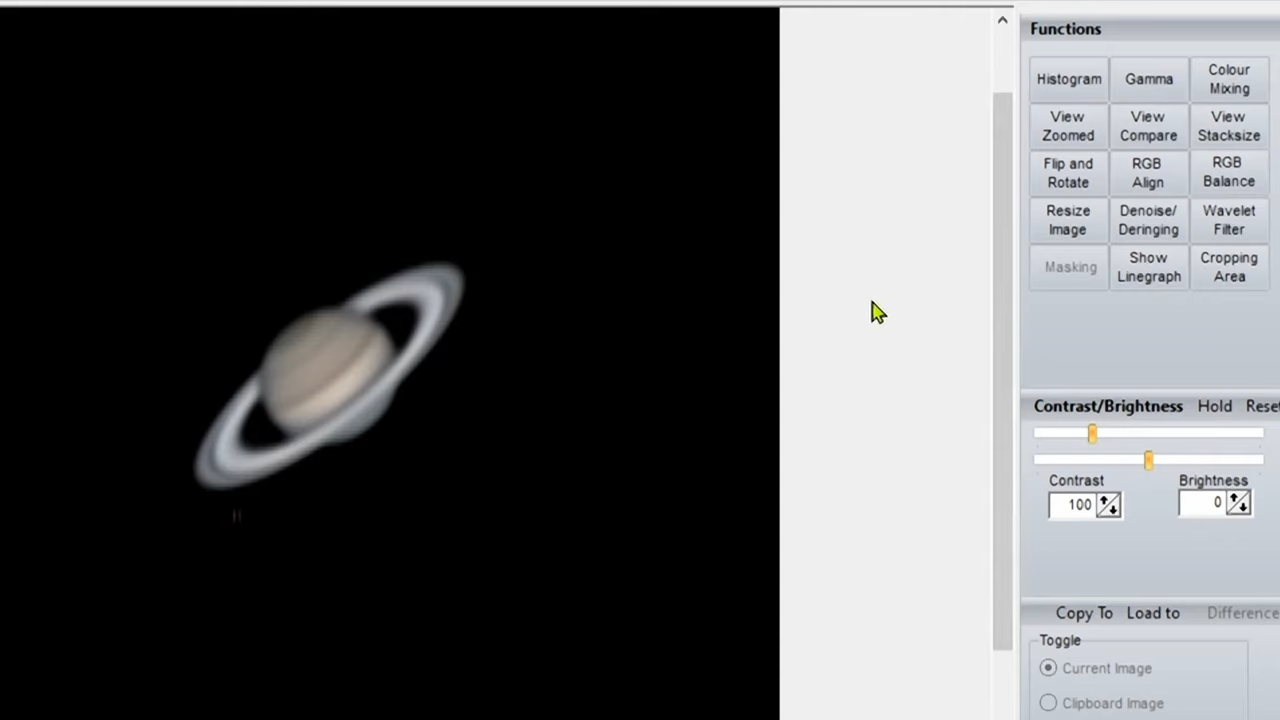 Functions
Histogram Gamma Colour Mixing
View Zoomed View Compare View Stacksize
Flip and Rotate RGB Align RGB Balance
Resize Image Denoise/ Deringing Wavelet Filter
Masking Show Linegraph Cropping Area
Contrast/Brightness Hold Reset
Contrast Brightness
100 0
Copy To Load to Difference
Toggle
Current Image
Clipboard Image